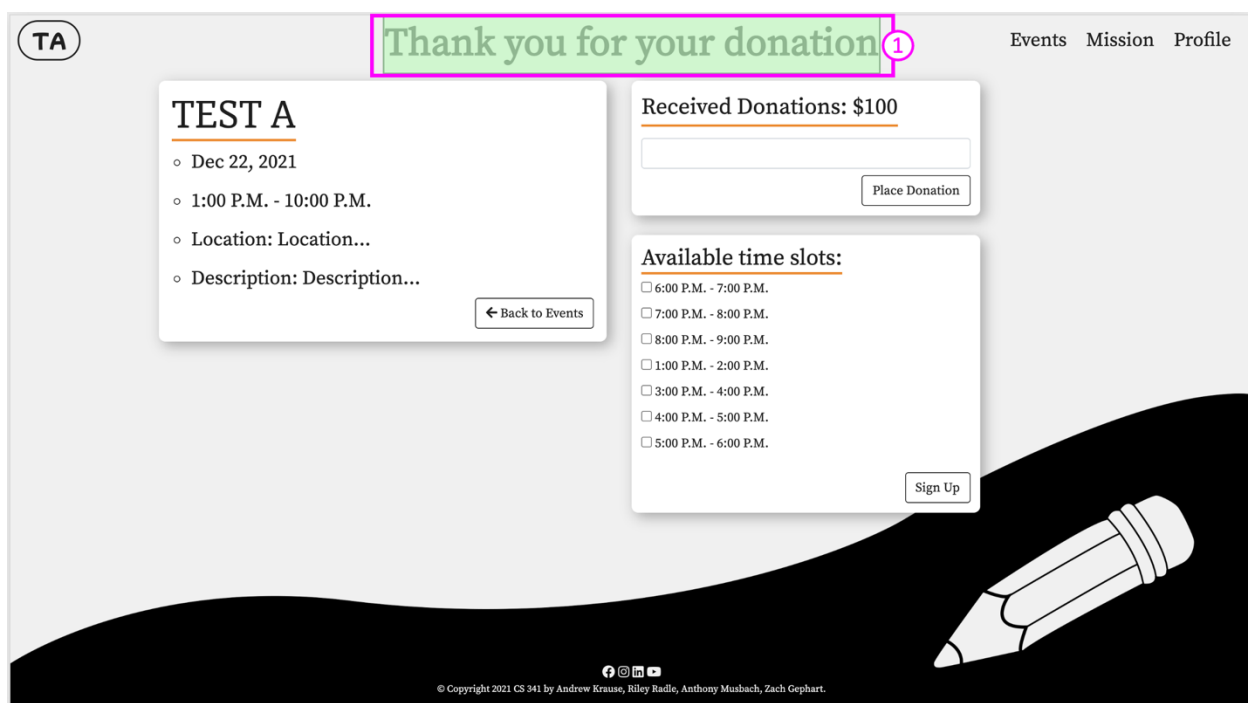 TA
Thank you for your donation
1
Events Mission Profile
TEST A
Dec 22, 2021
1:00 P.M. - 10:00 P.M.
Location: Location...
Description: Description...
Back to Events
Received Donations: $100
Place Donation
Available time slots:
6:00 P.M. - 7:00 P.M.
7:00 P.M. - 8:00 P.M.
8:00 P.M. - 9:00 P.M.
1:00 P.M. - 2:00 P.M.
3:00 P.M. - 4:00 P.M.
4:00 P.M. - 5:00 P.M.
5:00 P.M. - 6:00 P.M.
Sign Up
© Copyright 2021 CS 341 by Andrew Krause, Riley Radle, Anthony Musbach, Zach Gephart.